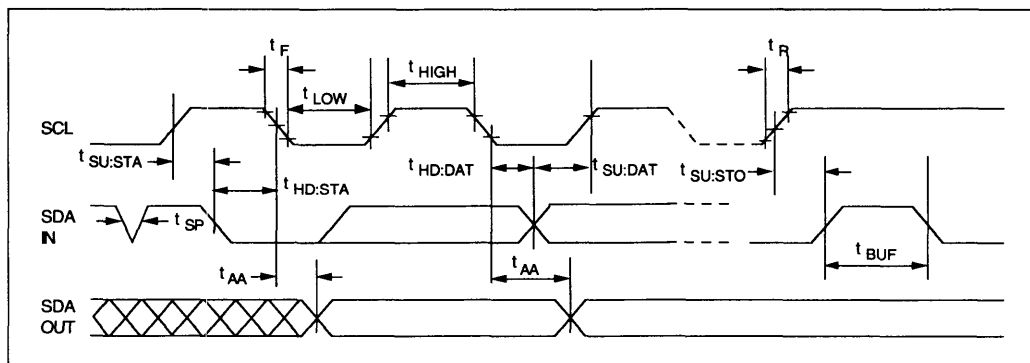 t F
t R
t HIGH
t LOW
SCL
t SU:STA
t HD:STA
t HD:DAT
t SU:DAT
t SU:STO
SDA
IN
t SP
t BUF
t AA
t AA
SDA
OUT